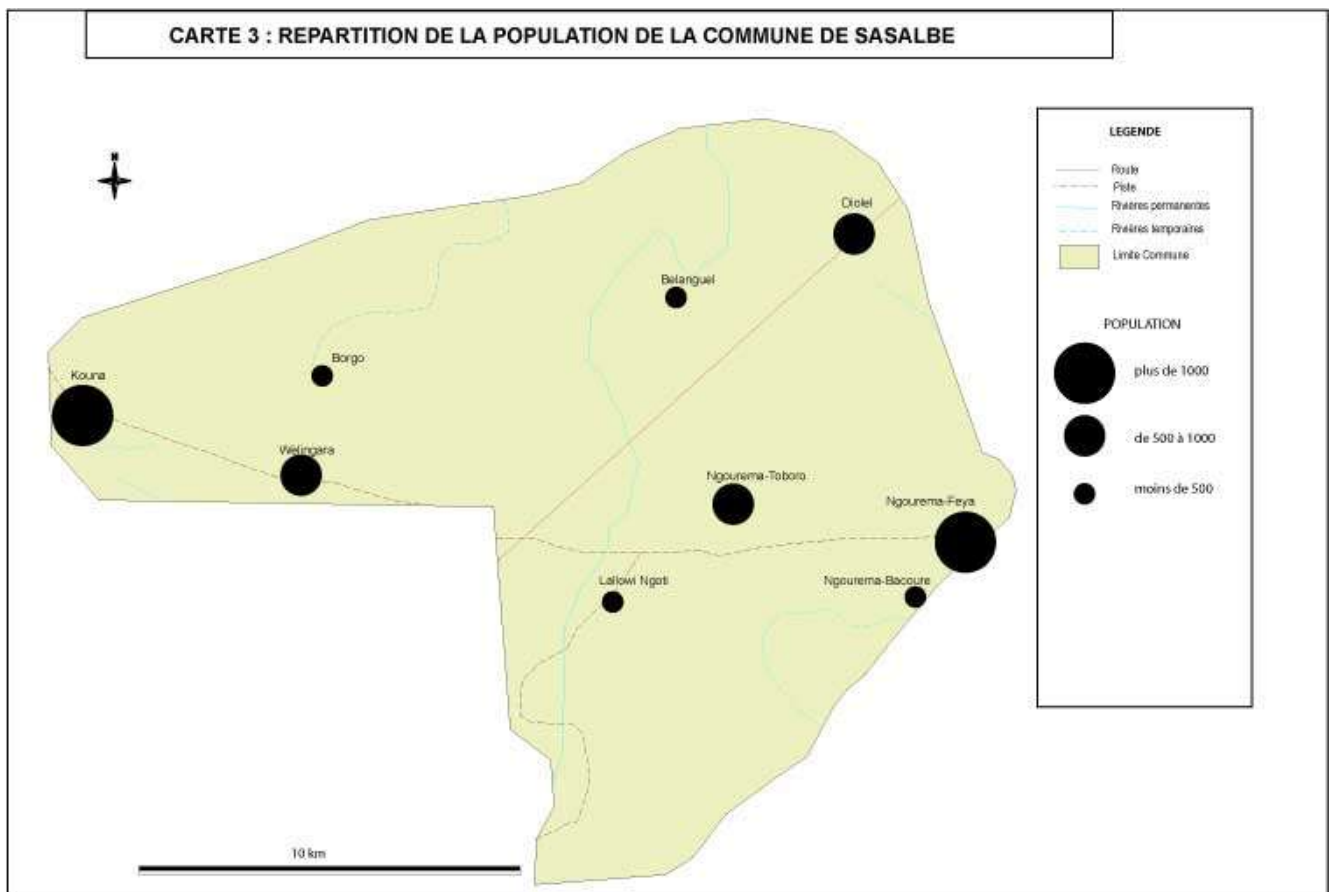 CARTE 3 : REPARTITION DE LA POPULATION DE LA COMMUNE DE SASALBE
N
LEGENDE
Route
Piste
Rivières permanentes
Rivières temporaires
Limite Commune
POPULATION
plus de 1000
de 500 à 1000
moins de 500
Diolel
Belanguel
Borgo
Kouna
Welingara
Ngourema-Toboro
Ngourema-Feya
Lallowi Ngoti
Ngourema-Bacoure
10 km